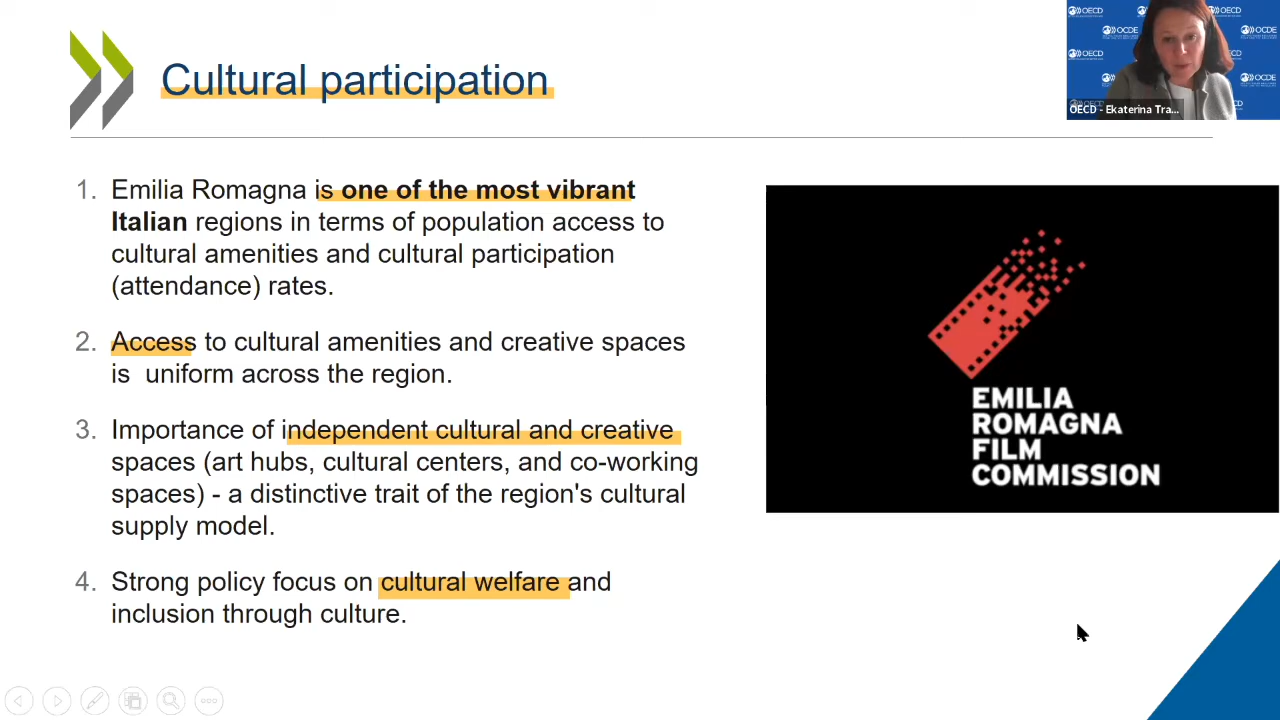 Cultural participation
OECD - Ekaterina Tra...
1. Emilia Romagna is one of the most vibrant
Italian regions in terms of population access to
cultural amenities and cultural participation
(attendance) rates.
2. Access to cultural amenities and creative spaces
is uniform across the region.
3. Importance of independent cultural and creative
spaces (art hubs, cultural centers, and co-working
spaces) - a distinctive trait of the region's cultural
supply model.
4. Strong policy focus on cultural welfare and
inclusion through culture.
EMILIA
ROMAGNA
FILM
COMMISSION
OECD
OECD
OECD
OCDE
OECD
OCDE
OCDE